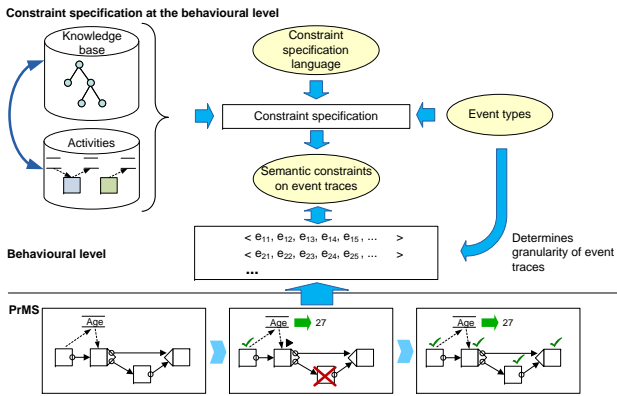 Constraint specification at the behavioural level
Knowledge
base
Activities
Constraint
specification
language
Constraint specification
Event types
Semantic constraints
on event traces
Behavioural level
< e11, e12, e13, e14, e15, ... >
< e21, e22, e23, e24, e25, ... >
...
Determines
granularity of event
traces
PrMS
Age
Age 27
Age 27